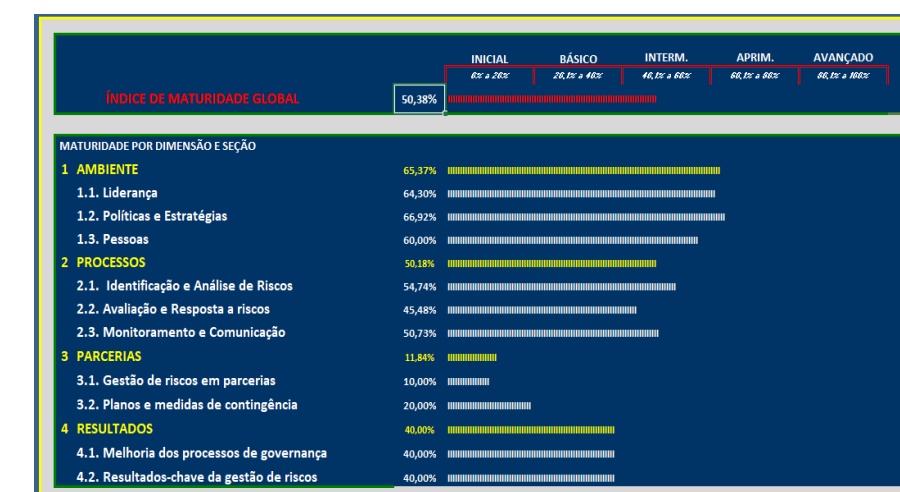 INICIAL BÁSICO INTERM. APRIM. AVANÇADO
0% a 20% 20,1% a 40% 40,1% a 60% 60,1% a 80% 80,1% a 100%
ÍNDICE DE MATURIDADE GLOBAL 50,38%
MATURIDADE POR DIMENSÃO E SEÇÃO
1 AMBIENTE 65,37%
1.1. Liderança 64,30%
1.2. Políticas e Estratégias 66,92%
1.3. Pessoas 60,00%
2 PROCESSOS 50,18%
2.1. Identificação e Análise de Riscos 54,74%
2.2. Avaliação e Resposta a riscos 45,48%
2.3. Monitoramento e Comunicação 50,73%
3 PARCERIAS 11,84%
3.1. Gestão de riscos em parcerias 10,00%
3.2. Planos e medidas de contingência 20,00%
4 RESULTADOS 40,00%
4.1. Melhoria dos processos de governança 40,00%
4.2. Resultados-chave da gestão de riscos 40,00%